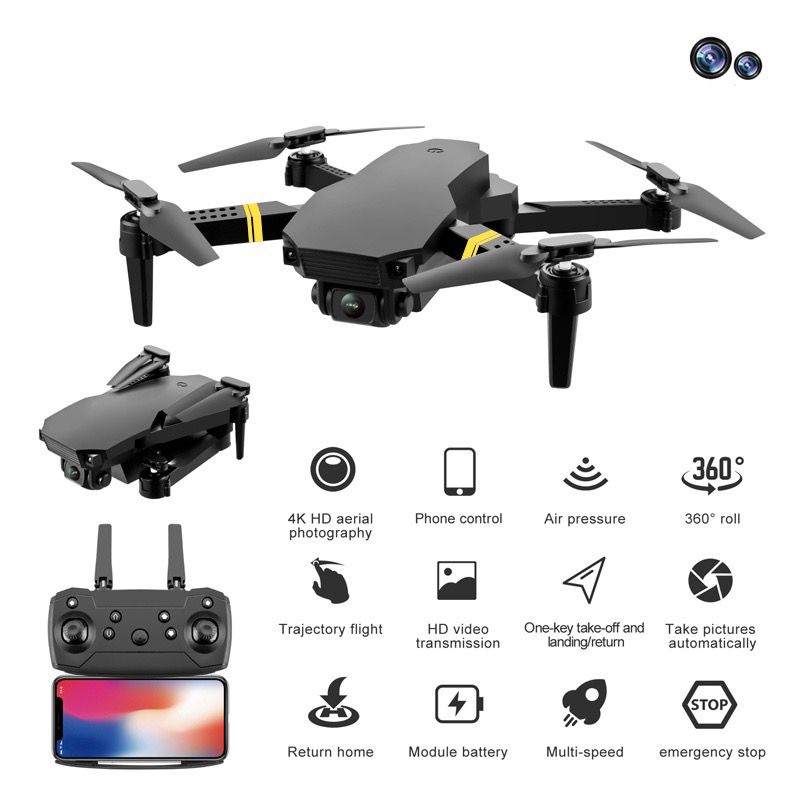 4K HD aerial
photography
Phone control
Air pressure
360°
360° roll
Trajectory flight
HD video
transmission
One-key take-off and
landing/return
Take pictures
automatically
Return home
Module battery
Multi-speed
STOP
emergency stop